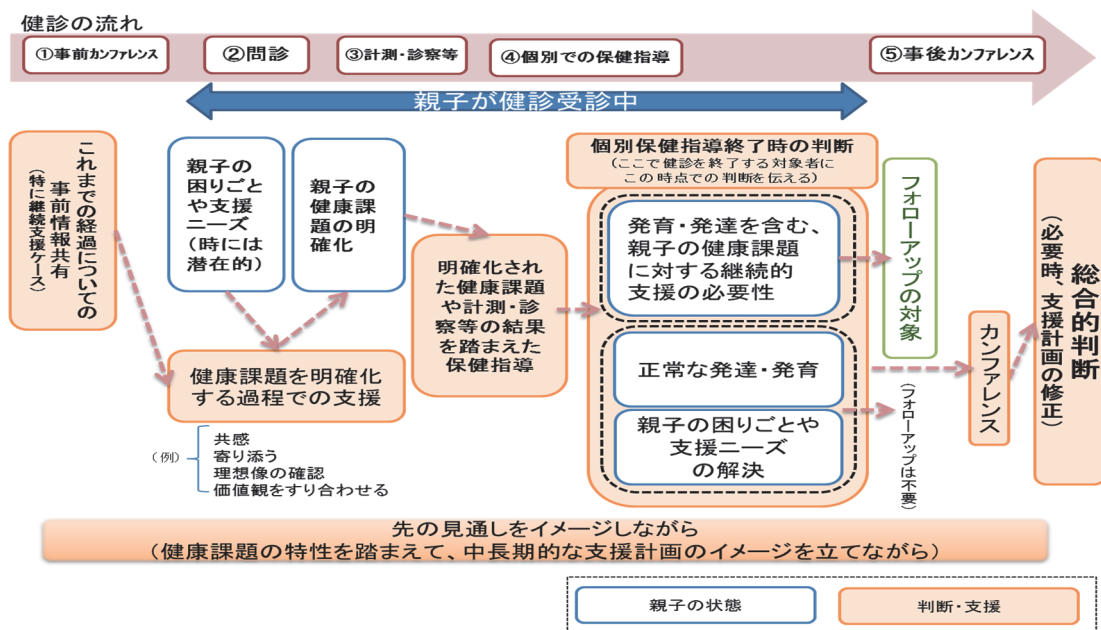 健診の流れ
①事前カンファレンス
②問診
③計測・診察等
④個別での保健指導
⑤事後カンファレンス
親子が健診受診中
これまでの経過についての
事前情報共有
(特に継続支援ケース)
親子の
困りごと
や支援
ニーズ
(時には
潜在的)
親子の
健康課
題の明
確化
健康課題を明確化
する過程での支援
(例)
共感
寄り添う
理想像の確認
価値観をすり合わせる
明確化され
た健康課題
や計測・診
察等の結果
を踏まえた
保健指導
個別保健指導終了時の判断
(ここで健診を終了する対象者に
この時点での判断を伝える)
発育・発達を含む、
親子の健康課題
に対する継続的
支援の必要性
正常な発達・発育
親子の困りごとや
支援ニーズ
の解決
フォローアップの対象
(フォローアップは不要)
カンファレンス
総合的判断
(必要時、支援計画の修正)
先の見通しをイメージしながら
(健康課題の特性を踏まえて、中長期的な支援計画のイメージを立てながら)
親子の状態
判断・支援